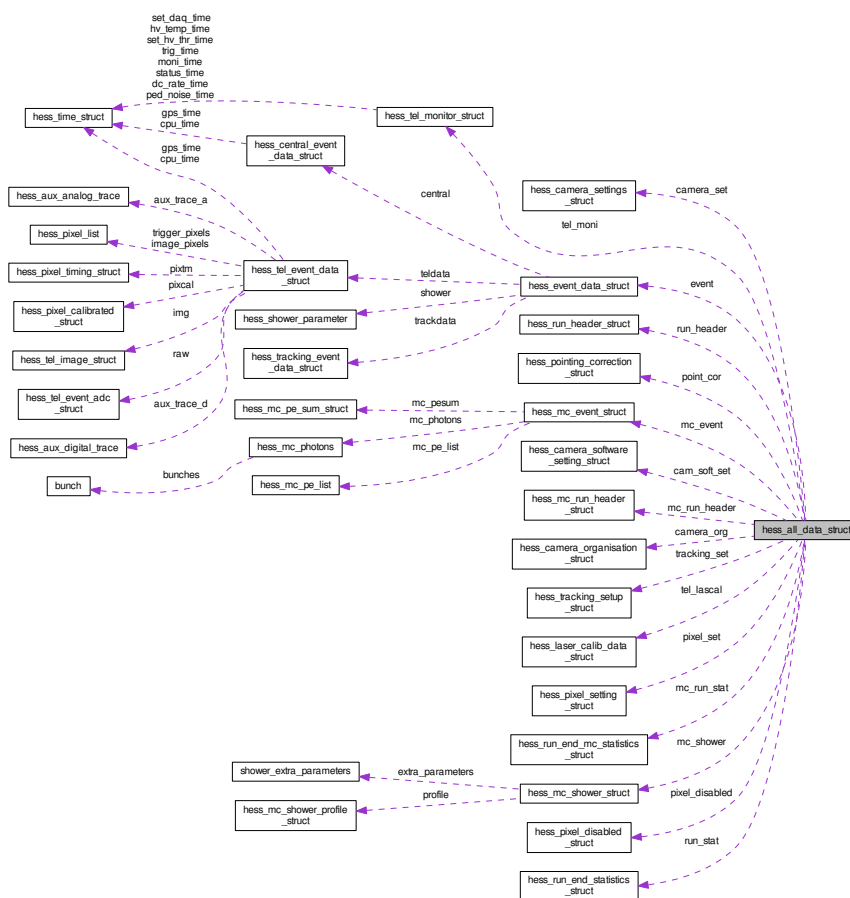 set_daq_time
hv_temp_time
set_hv_thr_time
trig_time
moni_time
status_time
dc_rate_time
ped_noise_time
hess_time_struct
hess_tel_monitor_struct
gps_time
cpu_time
hess_central_event
_data_struct
gps_time
cpu_time
hess_aux_analog_trace
aux_trace_a
central
hess_camera_settings
_struct
camera_set
tel_moni
hess_pixel_list
trigger_pixels
image_pixels
hess_pixel_timing_struct
pixtm
hess_tel_event_data
_struct
teldata
hess_event_data_struct
event
pixcal
shower
hess_pixel_calibrated
_struct
img
hess_shower_parameter
trackdata
hess_run_header_struct
run_header
hess_tel_image_struct
raw
hess_tracking_event
_data_struct
hess_pointing_correction
_struct
point_cor
hess_tel_event_adc
_struct
aux_trace_d
hess_mc_pe_sum_struct
mc_pesum
hess_mc_event_struct
mc_photons
mc_event
hess_aux_digital_trace
hess_mc_photons
mc_pe_list
hess_camera_software
_setting_struct
cam_soft_set
bunch
bunches
hess_mc_pe_list
hess_mc_run_header
_struct
mc_run_header
hess_all_data_struct
camera_org
hess_camera_organisation
_struct
tracking_set
hess_tracking_setup
_struct
tel_lascal
hess_laser_calib_data
_struct
pixel_set
hess_pixel_setting
_struct
mc_run_stat
hess_run_end_mc_statistics
_struct
mc_shower
shower_extra_parameters
extra_parameters
hess_mc_shower_struct
profile
pixel_disabled
hess_mc_shower_profile
_struct
hess_pixel_disabled
_struct
run_stat
hess_run_end_statistics
_struct